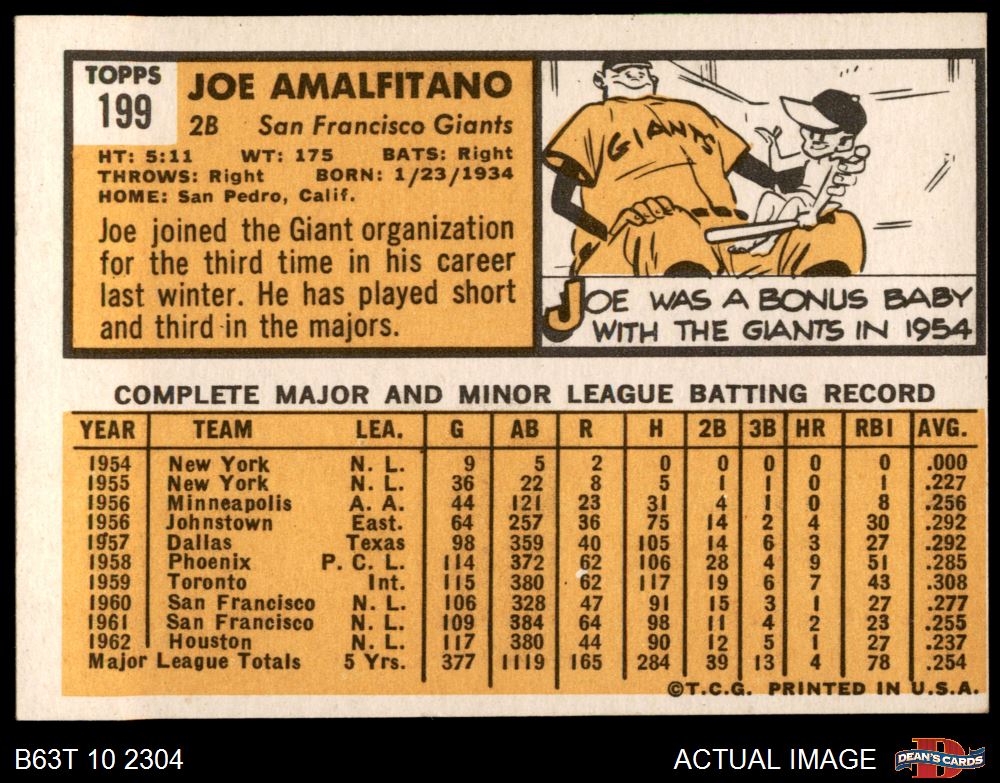 TOPPS
199
JOE AMALFITANO
2B San Francisco Giants
HT: 5:11 WT: 175 BATS: Right
THROWS: Right BORN: 1/23/1934
HOME: San Pedro, Calif.
Joe joined the Giant organization
for the third time in his career
last winter. He has played short
and third in the majors.
GIANTS
JOE WAS A BONUS BABY
WITH THE GIANTS IN 1954
COMPLETE MAJOR AND MINOR LEAGUE BATTING RECORD
YEAR TEAM LEA. G AB R H 2B 3B HR RBI AVG.
1954 New York N. L. 9 5 2 0 0 0 0 0 .000
1955 New York N. L. 36 22 8 5 1 1 0 1 .227
1956 Minneapolis A. A. 44 121 23 31 4 1 0 8 .256
1956 Johnstown East. 64 257 36 75 14 2 4 30 .292
1957 Dallas Texas 98 359 40 105 14 6 3 27 .292
1958 Phoenix P. C. L. 114 372 62 106 28 4 9 51 .285
1959 Toronto Int. 115 380 62 117 19 6 7 43 .308
1960 San Francisco N. L. 106 328 47 91 15 3 1 27 .277
1961 San Francisco N. L. 109 384 64 98 11 4 2 23 .255
1962 Houston N. L. 117 380 44 90 12 5 1 27 .237
Major League Totals 5 Yrs. 377 1119 165 284 39 13 4 78 .254
©T.C.G. PRINTED IN U.S.A.
B63T 10 2304 ACTUAL IMAGE DEAN'S CARDS